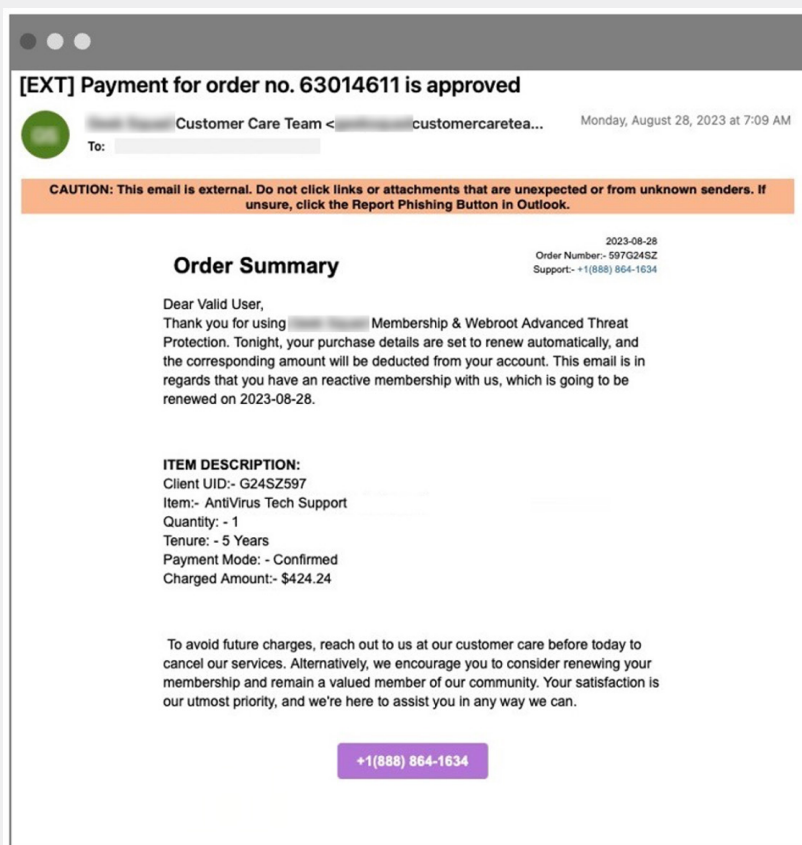 [EXT] Payment for order no. 63014611 is approved
Customer Care Team < customercaretea...
Monday, August 28, 2023 at 7:09 AM
To:
CAUTION: This email is external. Do not click links or attachments that are unexpected or from unknown senders. If
unsure, click the Report Phishing Button in Outlook.
2023-08-28
Order Number:- 597G24SZ
Support:- +1(888) 864-1634
Order Summary
Dear Valid User,
Thank you for using Membership & Webroot Advanced Threat
Protection. Tonight, your purchase details are set to renew automatically, and
the corresponding amount will be deducted from your account. This email is in
regards that you have an reactive membership with us, which is going to be
renewed on 2023-08-28.
ITEM DESCRIPTION:
Client UID:- G24SZ597
Item:- AntiVirus Tech Support
Quantity: - 1
Tenure: - 5 Years
Payment Mode: - Confirmed
Charged Amount:- $424.24
To avoid future charges, reach out to us at our customer care before today to
cancel our services. Alternatively, we encourage you to consider renewing your
membership and remain a valued member of our community. Your satisfaction is
our utmost priority, and we're here to assist you in any way we can.
+1(888) 864-1634